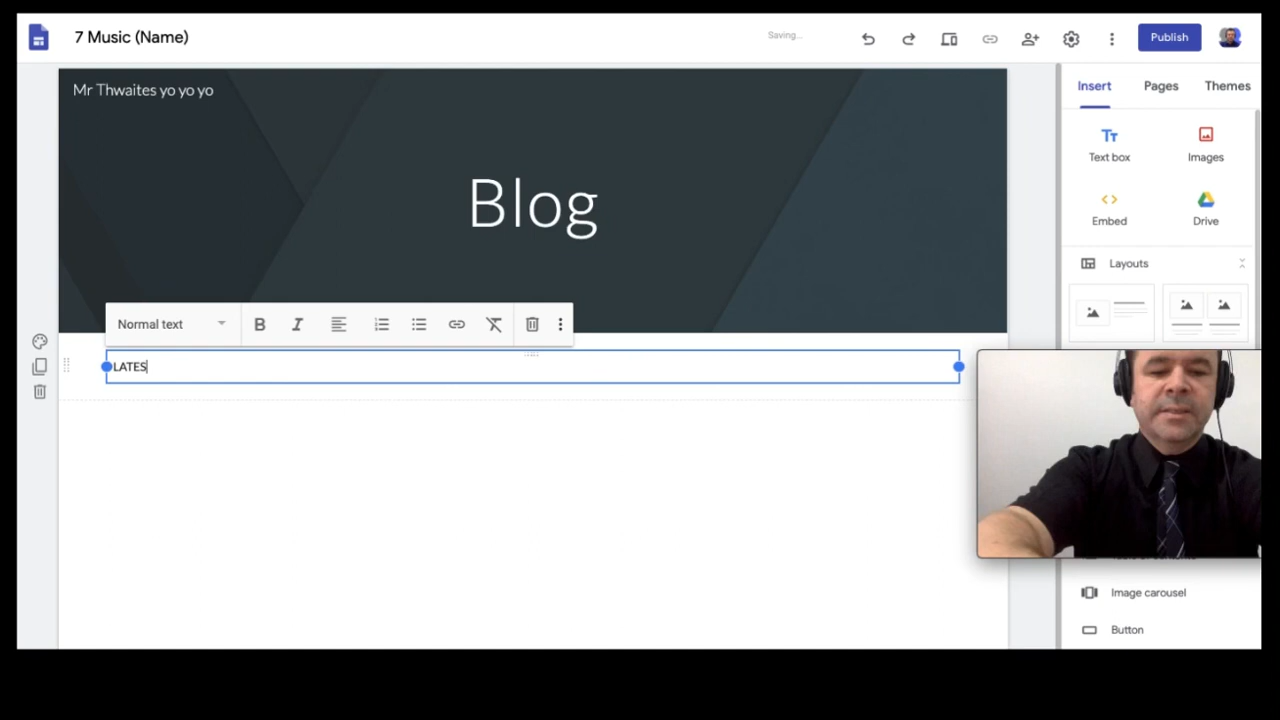 7 Music (Name)
Saving...
Publish
Mr Thwaites yo yo yo
Insert
Pages
Themes
Text box
Images
Embed
Drive
Blog
Layouts
Normal text
LATES
Image carousel
Button